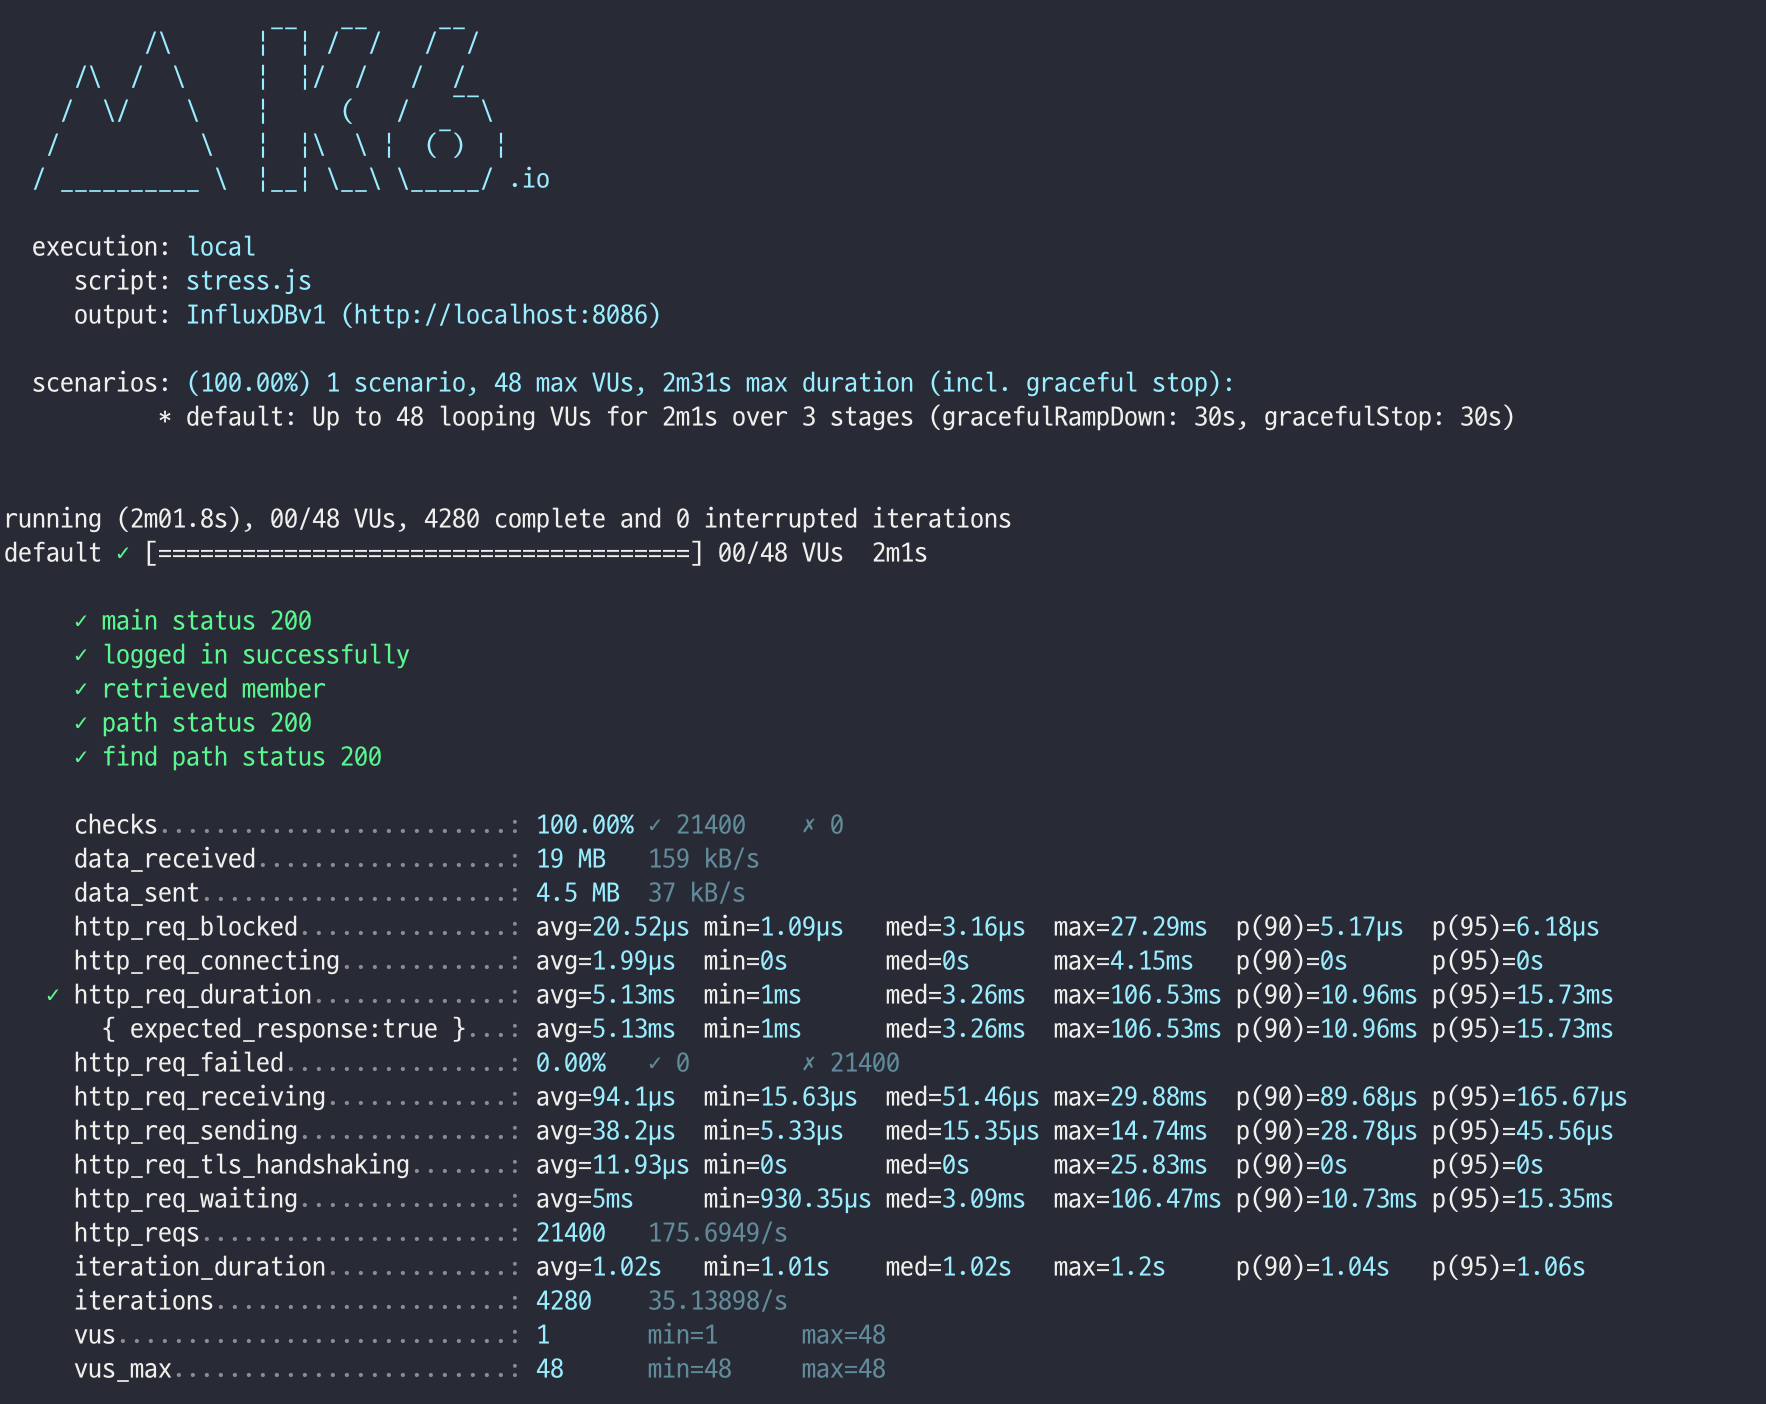 /\      |‾‾| /‾‾/   /‾‾/
     /\  /  \     |  |/  /   /  /
    /  \/    \    |     (   /   ‾‾\
   /          \   |  |\  \ |  (‾)  |
  / __________ \  |__| \__\ \_____/ .io

  execution: local
     script: stress.js
     output: InfluxDBv1 (http://localhost:8086)

  scenarios: (100.00%) 1 scenario, 48 max VUs, 2m31s max duration (incl. graceful stop):
           * default: Up to 48 looping VUs for 2m1s over 3 stages (gracefulRampDown: 30s, gracefulStop: 30s)

running (2m01.8s), 00/48 VUs, 4280 complete and 0 interrupted iterations
default ✓ [======================================] 00/48 VUs  2m1s

     ✓ main status 200
     ✓ logged in successfully
     ✓ retrieved member
     ✓ path status 200
     ✓ find path status 200

     checks.........................: 100.00% ✓ 21400    ✗ 0
     data_received..................: 19 MB   159 kB/s
     data_sent......................: 4.5 MB  37 kB/s
     http_req_blocked...............: avg=20.52µs min=1.09µs   med=3.16µs  max=27.29ms  p(90)=5.17µs  p(95)=6.18µs
     http_req_connecting............: avg=1.99µs  min=0s       med=0s      max=4.15ms   p(90)=0s      p(95)=0s
   ✓ http_req_duration..............: avg=5.13ms  min=1ms      med=3.26ms  max=106.53ms p(90)=10.96ms p(95)=15.73ms
       { expected_response:true }...: avg=5.13ms  min=1ms      med=3.26ms  max=106.53ms p(90)=10.96ms p(95)=15.73ms
     http_req_failed................: 0.00%   ✓ 0        ✗ 21400
     http_req_receiving.............: avg=94.1µs  min=15.63µs  med=51.46µs max=29.88ms  p(90)=89.68µs p(95)=165.67µs
     http_req_sending...............: avg=38.2µs  min=5.33µs   med=15.35µs max=14.74ms  p(90)=28.78µs p(95)=45.56µs
     http_req_tls_handshaking.......: avg=11.93µs min=0s       med=0s      max=25.83ms  p(90)=0s      p(95)=0s
     http_req_waiting...............: avg=5ms     min=930.35µs med=3.09ms  max=106.47ms p(90)=10.73ms p(95)=15.35ms
     http_reqs......................: 21400   175.6949/s
     iteration_duration.............: avg=1.02s   min=1.01s    med=1.02s   max=1.2s     p(90)=1.04s   p(95)=1.06s
     iterations.....................: 4280    35.13898/s
     vus............................: 1       min=1      max=48
     vus_max........................: 48      min=48     max=48